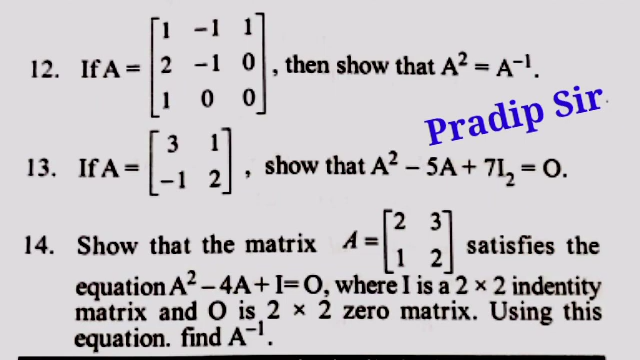 12. If A = [1 -1 1
2 -1 0
1 0 0], then show that A² = A⁻¹.
Pradip Sir
13. If A = [3 1
-1 2], show that A² – 5A + 7I₂ = O.
14. Show that the matrix A = [2 3
1 2] satisfies the
equation A² – 4A + I = O, where I is a 2 × 2 indentity
matrix and O is 2 × 2 zero matrix. Using this
equation. find A⁻¹.